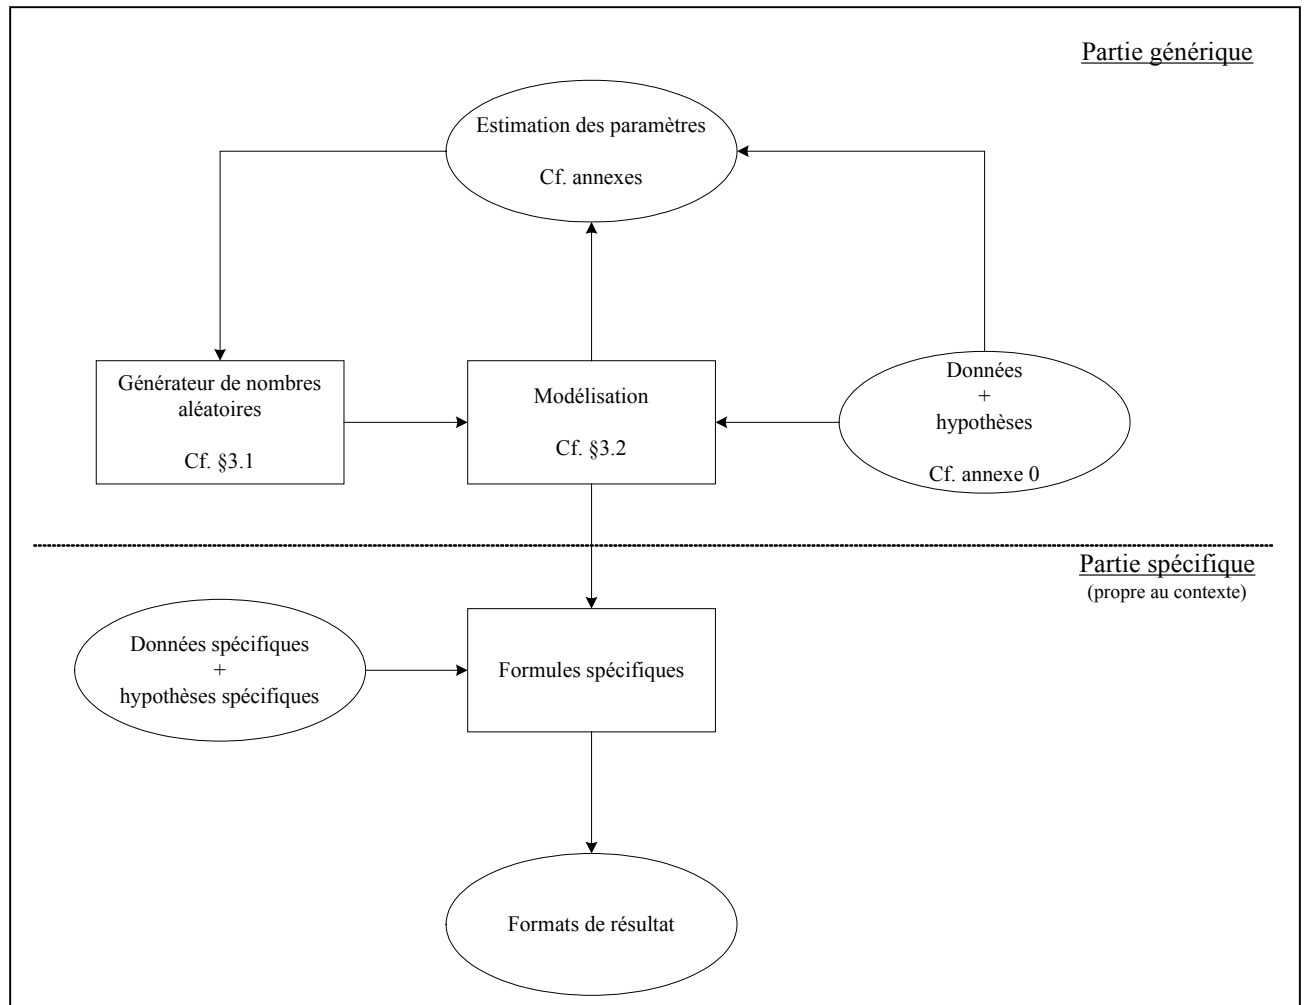 Partie générique
Estimation des paramètres
Cf. annexes
Générateur de nombres
aléatoires
Cf. §3.1
Modélisation
Cf. §3.2
Données
+
hypothèses
Cf. annexe 0
Partie spécifique
(propre au contexte)
Données spécifiques
+
hypothèses spécifiques
Formules spécifiques
Formats de résultat